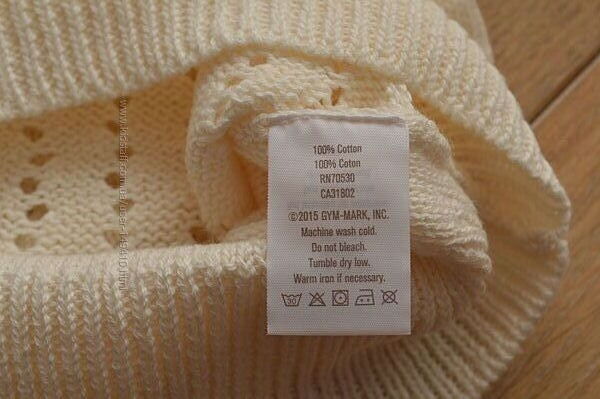 100% Cotton
100% Coton
RN70530
CA31802
©2015 GYM-MARK, INC.
Machine wash cold.
Do not bleach.
Tumble dry low.
Warm iron if necessary.